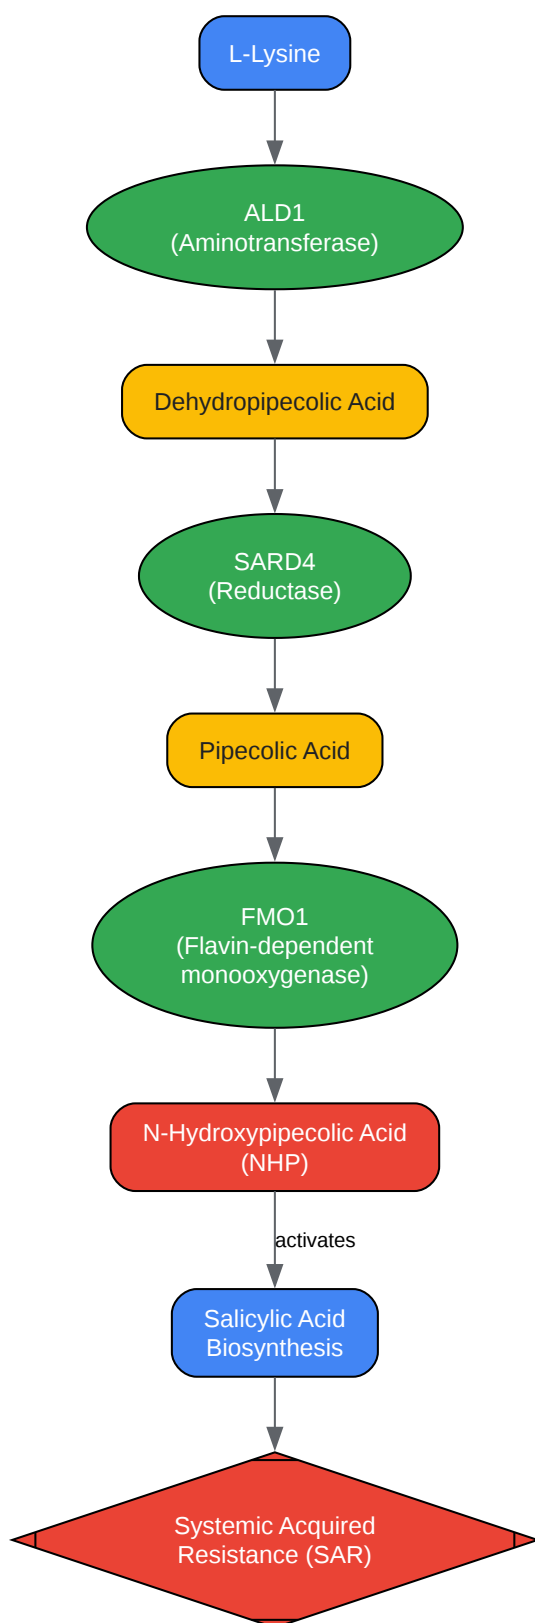 L-Lysine
ALD1
(Aminotransferase)
Dehydropipecolic Acid
SARD4
(Reductase)
Pipecolic Acid
FMO1
(Flavin-dependent
monooxygenase)
N-Hydroxypipecolic Acid
(NHP)
activates
Salicylic Acid
Biosynthesis
Systemic Acquired
Resistance (SAR)